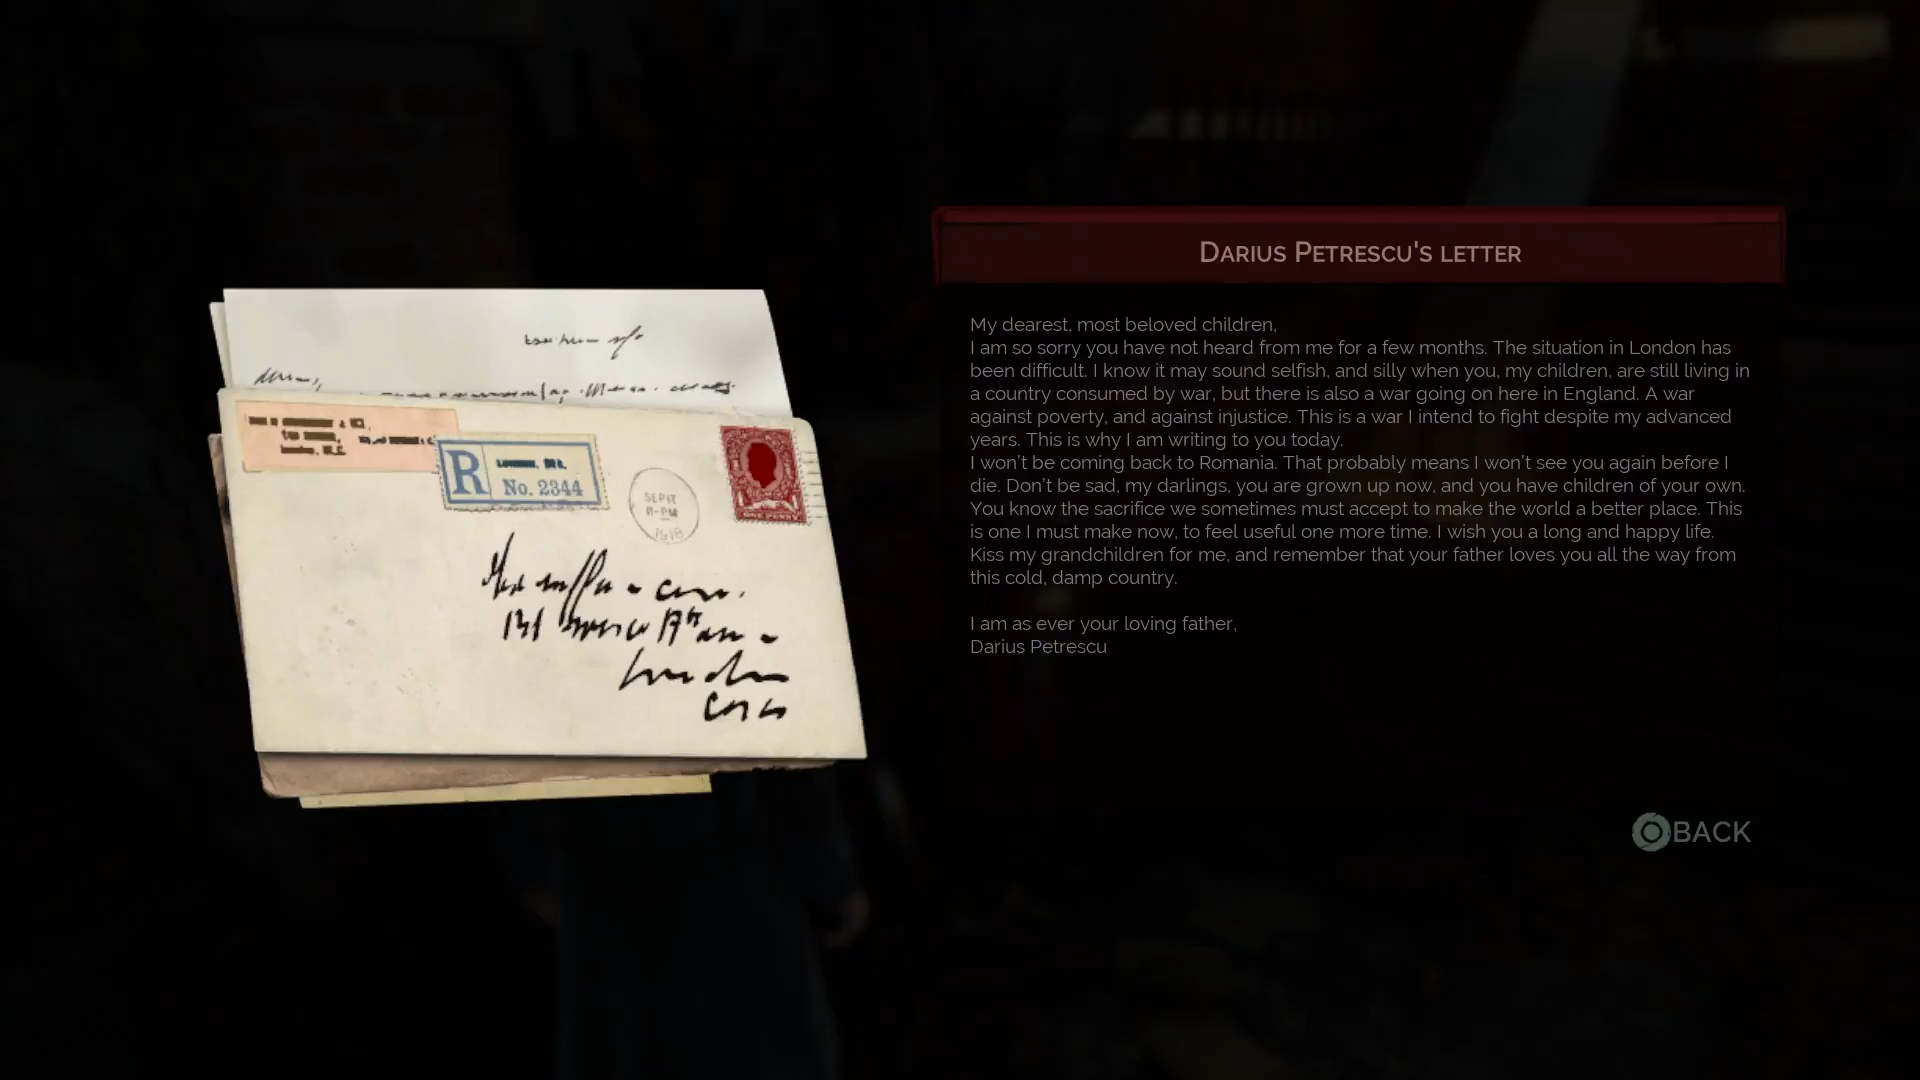 DARIUS PETRESCU'S LETTER
My dearest, most beloved children,
I am so sorry you have not heard from me for a few months. The situation in London has
been difficult. I know it may sound selfish, and silly when you, my children, are still living in
a country consumed by war, but there is also a war going on here in England. A war
against poverty, and against injustice. This is a war I intend to fight despite my advanced
years. This is why I am writing to you today.
I won't be coming back to Romania. That probably means I won't see you again before I
die. Don't be sad, my darlings, you are grown up now, and you have children of your own.
You know the sacrifice we sometimes must accept to make the world a better place. This
is one I must make now, to feel useful one more time. I wish you a long and happy life.
Kiss my grandchildren for me, and remember that your father loves you all the way from
this cold, damp country.
I am as ever your loving father,
Darius Petrescu
R
No. 2344
1918
ONE PENNY
BACK